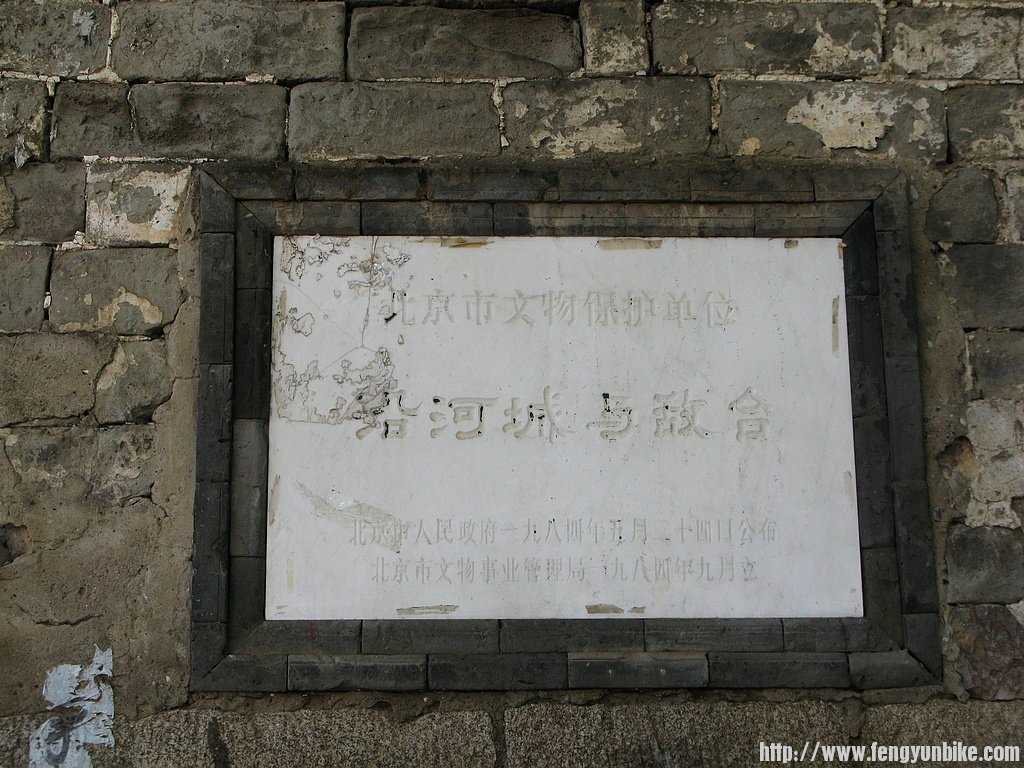 北京市文物保护单位
沿河城与敌台
北京市人民政府一九八四年五月二十四日公布
北京市文物事业管理局一九八四年九月立
http://www.fengyunbike.com